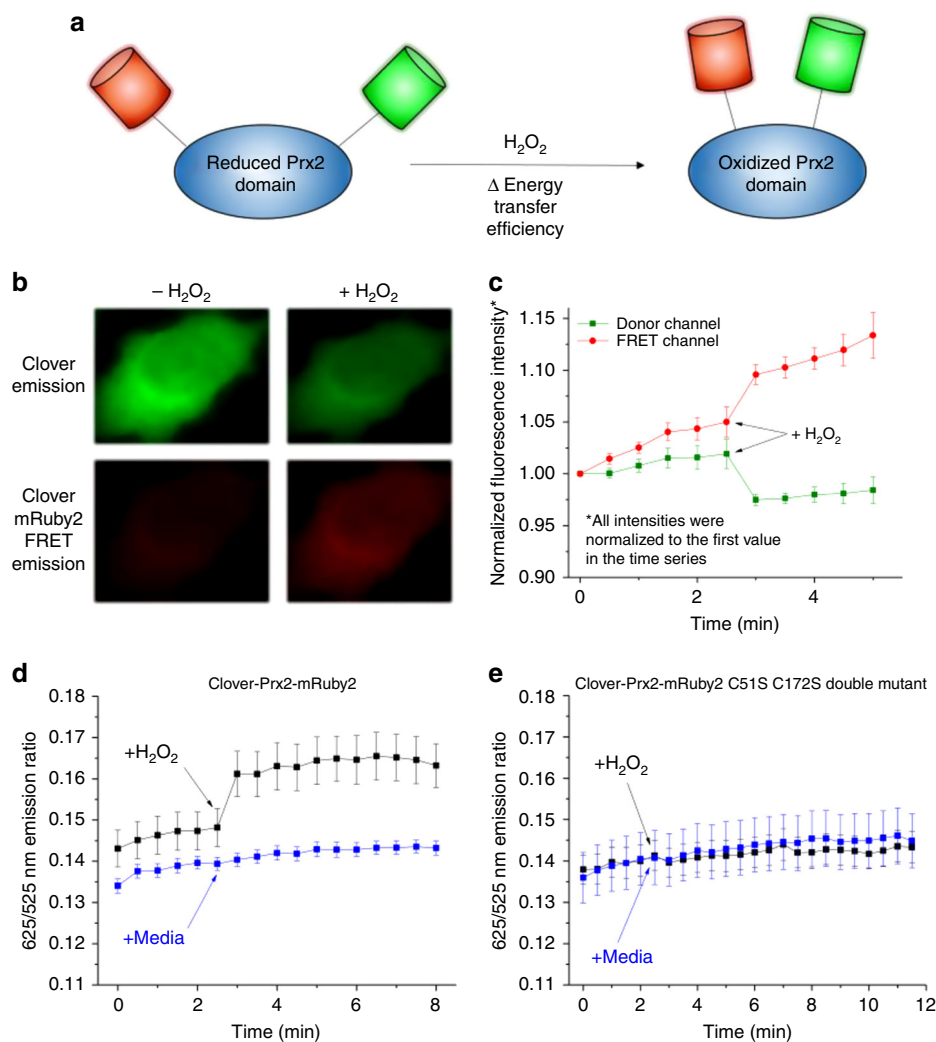 a
Reduced Prx2
domain
H₂O₂
Δ Energy
transfer
efficiency
Oxidized Prx2
domain
b
– H₂O₂
+ H₂O₂
Clover
emission
Clover
mRuby2
FRET
emission
c
Normalized fluorescence intensity*
1.15
1.10
1.05
1.00
0.95
0.90
Donor channel
FRET channel
+ H₂O₂
*All intensities were
normalized to the first value
in the time series
0 2 4
Time (min)
d
Clover-Prx2-mRuby2
625/525 nm emission ratio
0.18
0.17
0.16
0.15
0.14
0.13
0.12
0.11
+H₂O₂
+Media
0 2 4 6 8
Time (min)
e
Clover-Prx2-mRuby2 C51S C172S double mutant
625/525 nm emission ratio
0.18
0.17
0.16
0.15
0.14
0.13
0.12
0.11
+H₂O₂
+Media
0 2 4 6 8 10 12
Time (min)